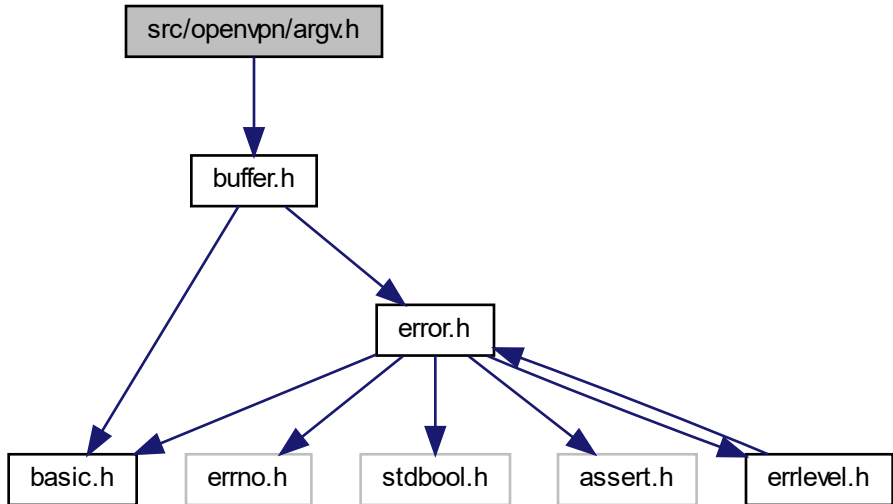 src/openvpn/argv.h
buffer.h
error.h
basic.h
errno.h
stdbool.h
assert.h
errlevel.h